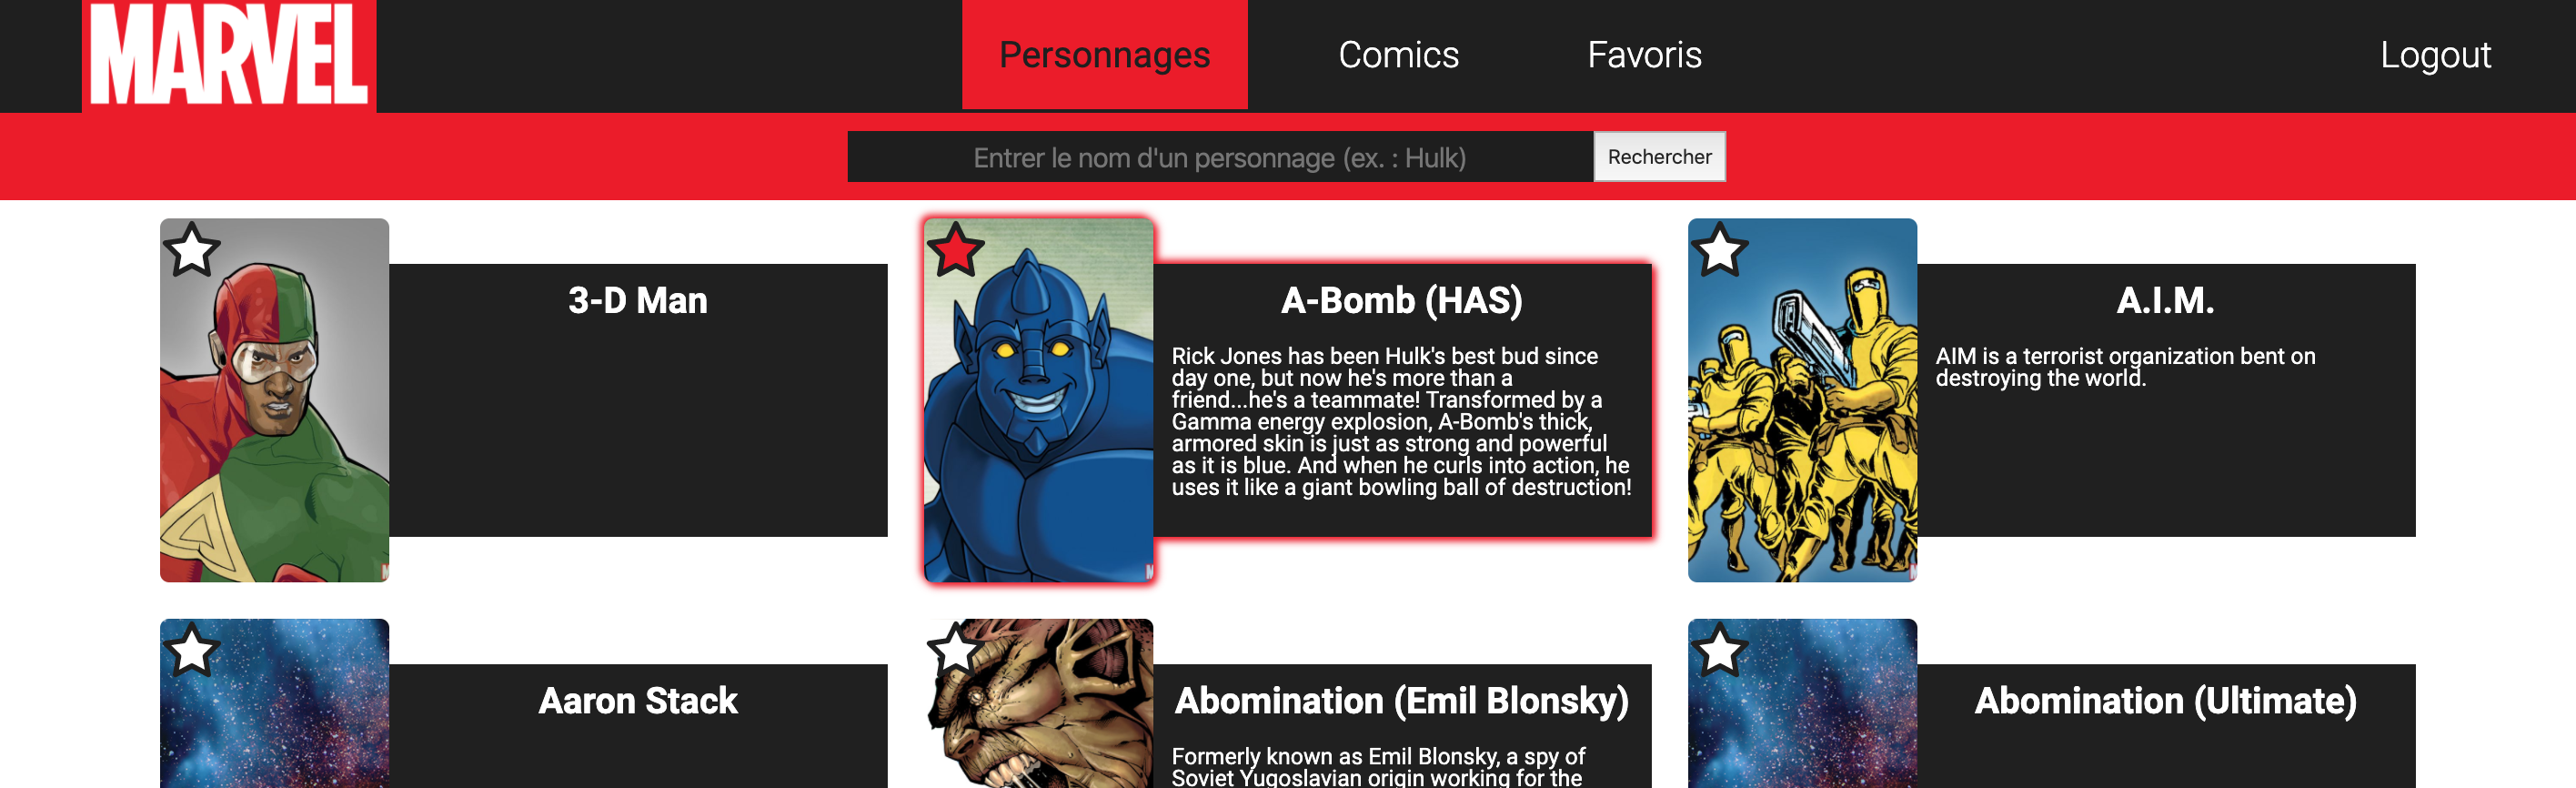 MARVEL
Personnages
Comics
Favoris
Logout
Entrer le nom d'un personnage (ex. : Hulk)
Rechercher
3-D Man
A-Bomb (HAS)
Rick Jones has been Hulk's best bud since
day one, but now he's more than a
friend...he's a teammate! Transformed by a
Gamma energy explosion, A-Bomb's thick,
armored skin is just as strong and powerful
as it is blue. And when he curls into action, he
uses it like a giant bowling ball of destruction!
A.I.M.
AIM is a terrorist organization bent on
destroying the world.
Aaron Stack
Abomination (Emil Blonsky)
Formerly known as Emil Blonsky, a spy of
Soviet Yugoslavian origin working for the
Abomination (Ultimate)